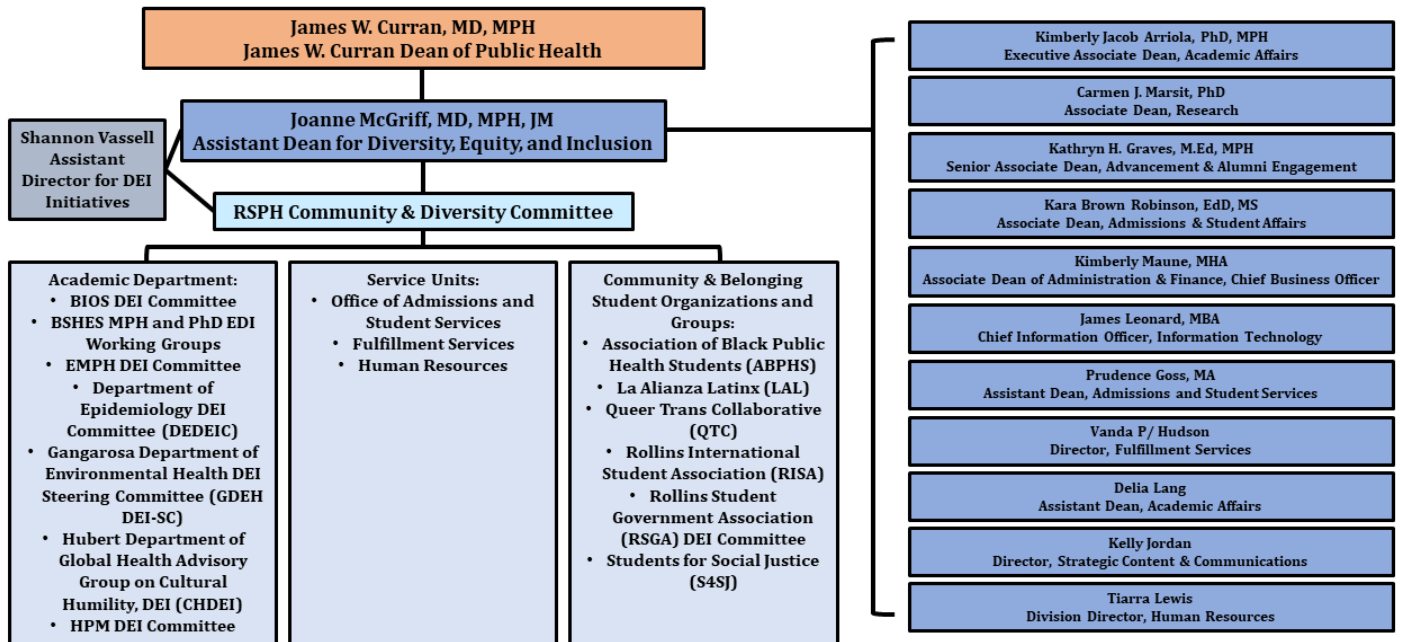 James W. Curran, MD, MPH
James W. Curran Dean of Public Health
Joanne McGriff, MD, MPH, JM
Assistant Dean for Diversity, Equity, and Inclusion
Shannon Vassell
Assistant
Director for DEI
Initiatives
RSPH Community & Diversity Committee
Academic Department:
• BIOS DEI Committee
• BSHES MPH and PhD EDI
Working Groups
• EMPH DEI Committee
• Department of
Epidemiology DEI
Committee (DEDEIC)
• Gangarosa Department of
Environmental Health DEI
Steering Committee (GDEH
DEI-SC)
• Hubert Department of
Global Health Advisory
Group on Cultural
Humility, DEI (CHDEI)
• HPM DEI Committee
Service Units:
• Office of Admissions and
Student Services
• Fulfillment Services
• Human Resources
Community & Belonging
Student Organizations and
Groups:
• Association of Black Public
Health Students (ABPHS)
• La Alianza Latinx (LAL)
• Queer Trans Collaborative
(QTC)
• Rollins International
Student Association (RISA)
• Rollins Student
Government Association
(RSGA) DEI Committee
• Students for Social Justice
(S4SJ)
Kimberly Jacob Arriola, PhD, MPH
Executive Associate Dean, Academic Affairs
Carmen J. Marsit, PhD
Associate Dean, Research
Kathryn H. Graves, M.Ed, MPH
Senior Associate Dean, Advancement & Alumni Engagement
Kara Brown Robinson, EdD, MS
Associate Dean, Admissions & Student Affairs
Kimberly Maune, MHA
Associate Dean of Administration & Finance, Chief Business Officer
James Leonard, MBA
Chief Information Officer, Information Technology
Prudence Goss, MA
Assistant Dean, Admissions and Student Services
Vanda P/ Hudson
Director, Fulfillment Services
Delia Lang
Assistant Dean, Academic Affairs
Kelly Jordan
Director, Strategic Content & Communications
Tiarra Lewis
Division Director, Human Resources